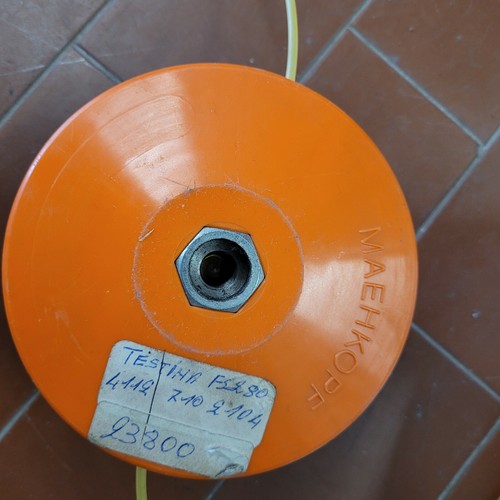 MAEHKOPF
TESTINA FS280
4112 710 2104
23800